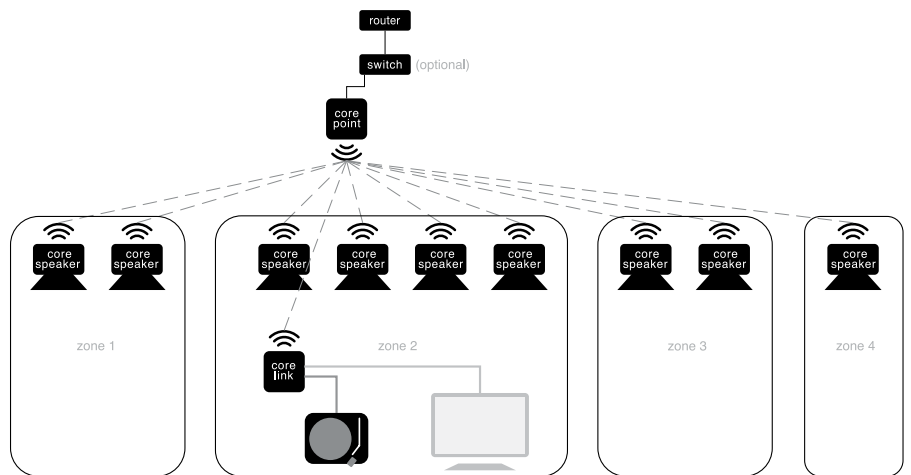 router
switch (optional)
core
point
core
speaker
core
speaker
core
speaker
core
speaker
core
speaker
core
speaker
core
speaker
core
speaker
core
speaker
zone 1
zone 2
zone 3
zone 4
core
link